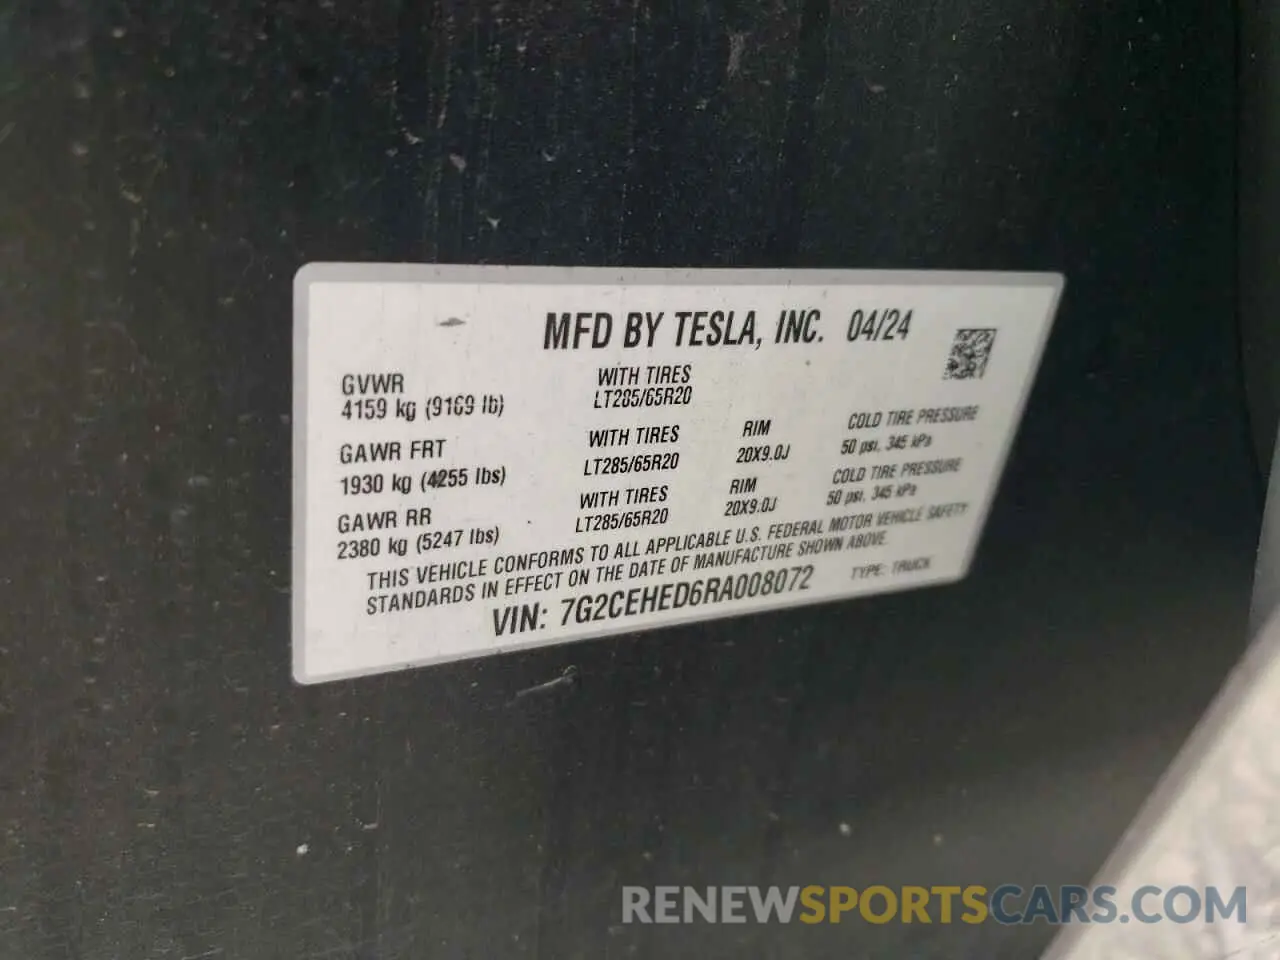 MFD BY TESLA, INC. 04/24
GVWR
4159 kg (9169 lb)
WITH TIRES
LT285/65R20
GAWR FRT
1930 kg (4255 lbs)
WITH TIRES
LT285/65R20
RIM
20X9.0J
COLD TIRE PRESSURE
50 psi, 345 kPa
GAWR RR
2380 kg (5247 lbs)
WITH TIRES
LT285/65R20
RIM
20X9.0J
COLD TIRE PRESSURE
50 psi, 345 kPa
THIS VEHICLE CONFORMS TO ALL APPLICABLE U.S. FEDERAL MOTOR VEHICLE SAFETY
STANDARDS IN EFFECT ON THE DATE OF MANUFACTURE SHOWN ABOVE
VIN: 7G2CEHED6RA008072 TYPE: TRUCK
RENEWSPORTSCARS.COM